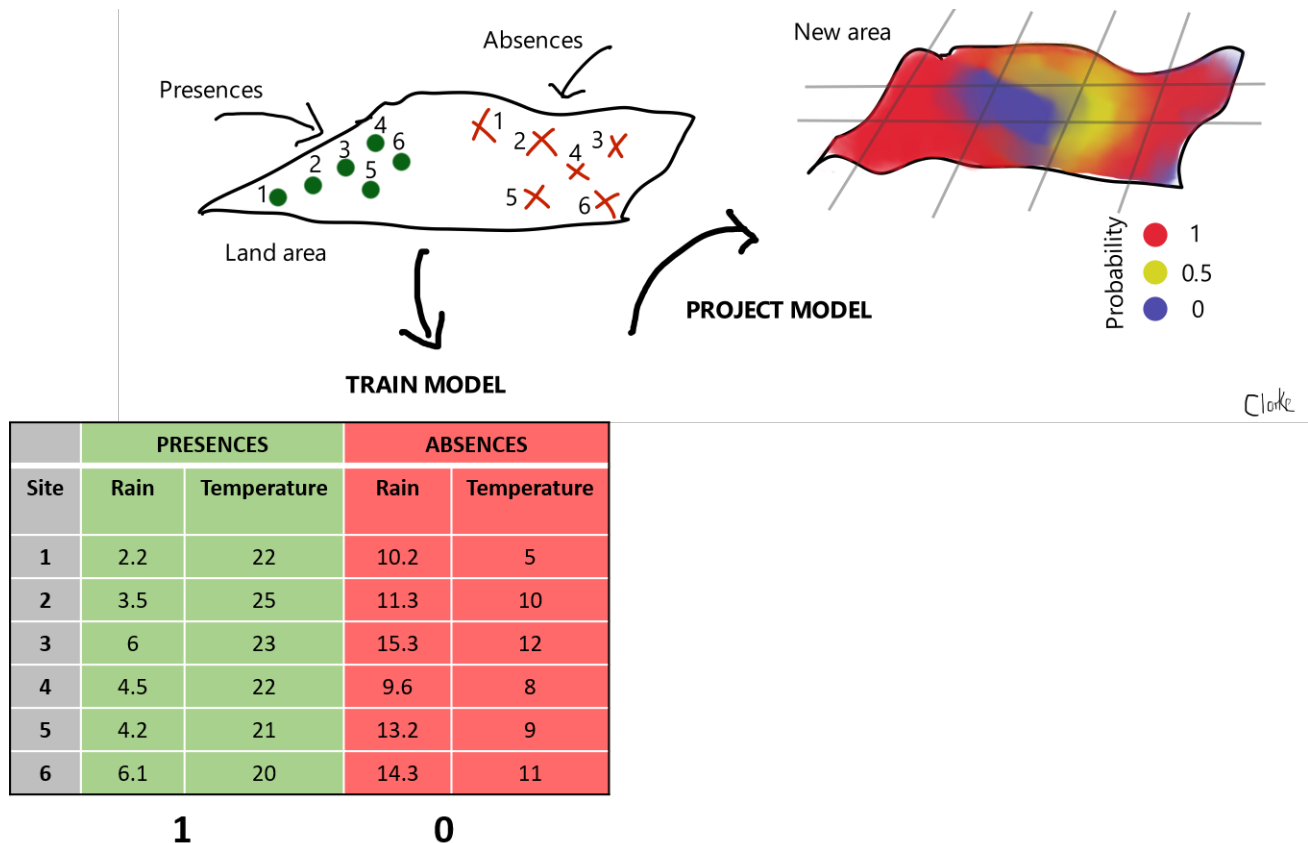 Absences
New area
Presences
4
1
2
3
6
3
4
2
5
1
5
6
Land area
Probability
1
0.5
0
PROJECT MODEL
TRAIN MODEL
Clarke
PRESENCES ABSENCES
Site Rain Temperature Rain Temperature
1 2.2 22 10.2 5
2 3.5 25 11.3 10
3 6 23 15.3 12
4 4.5 22 9.6 8
5 4.2 21 13.2 9
6 6.1 20 14.3 11
1 0